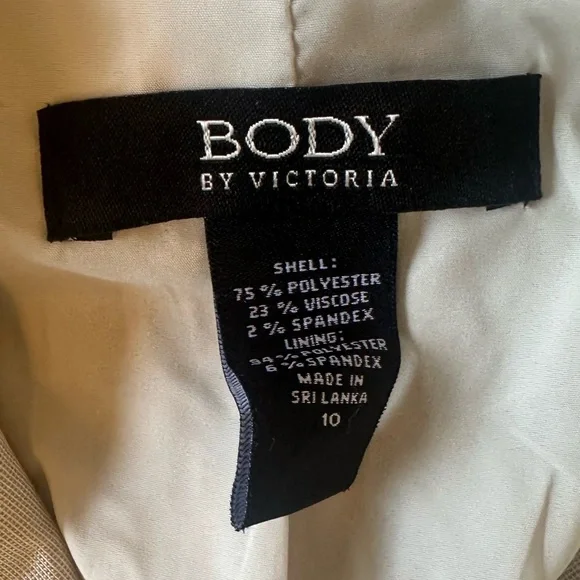 BODY
BY VICTORIA
SHELL:
75 % POLYESTER
23 % VISCOSE
2 % SPANDEX
LINING:
94 % POLYESTER
6 % SPANDEX
MADE IN
SRI LANKA
10